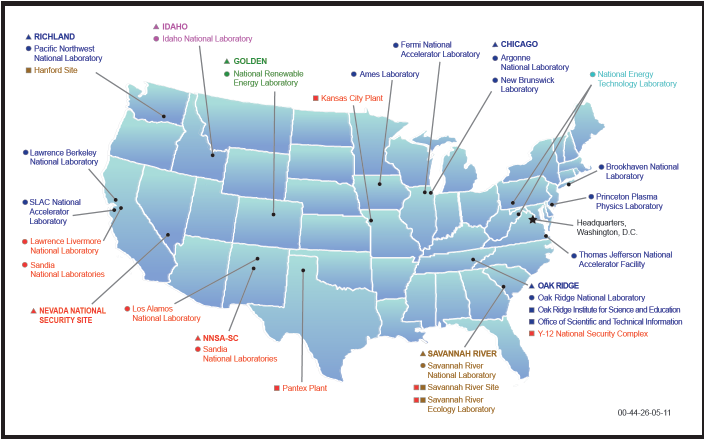 RICHLAND
Pacific Northwest
National Laboratory
Hanford Site
IDAHO
Idaho National Laboratory
GOLDEN
National Renewable
Energy Laboratory
Fermi National
Accelerator Laboratory
Ames Laboratory
Kansas City Plant
CHICAGO
Argonne
National Laboratory
New Brunswick
Laboratory
National Energy
Technology Laboratory
Lawrence Berkeley
National Laboratory
SLAC National
Accelerator
Laboratory
Lawrence Livermore
National Laboratory
Sandia
National Laboratories
NEVADA NATIONAL
SECURITY SITE
Los Alamos
National Laboratory
NNSA-SC
Sandia
National Laboratories
Pantex Plant
Brookhaven National
Laboratory
Princeton Plasma
Physics Laboratory
Headquarters,
Washington, D.C.
Thomas Jefferson National
Accelerator Facility
OAK RIDGE
Oak Ridge National Laboratory
Oak Ridge Institute for Science and Education
Office of Scientific and Technical Information
Y-12 National Security Complex
SAVANNAH RIVER
Savannah River
National Laboratory
Savannah River Site
Savannah River
Ecology Laboratory
00-44-26-05-11